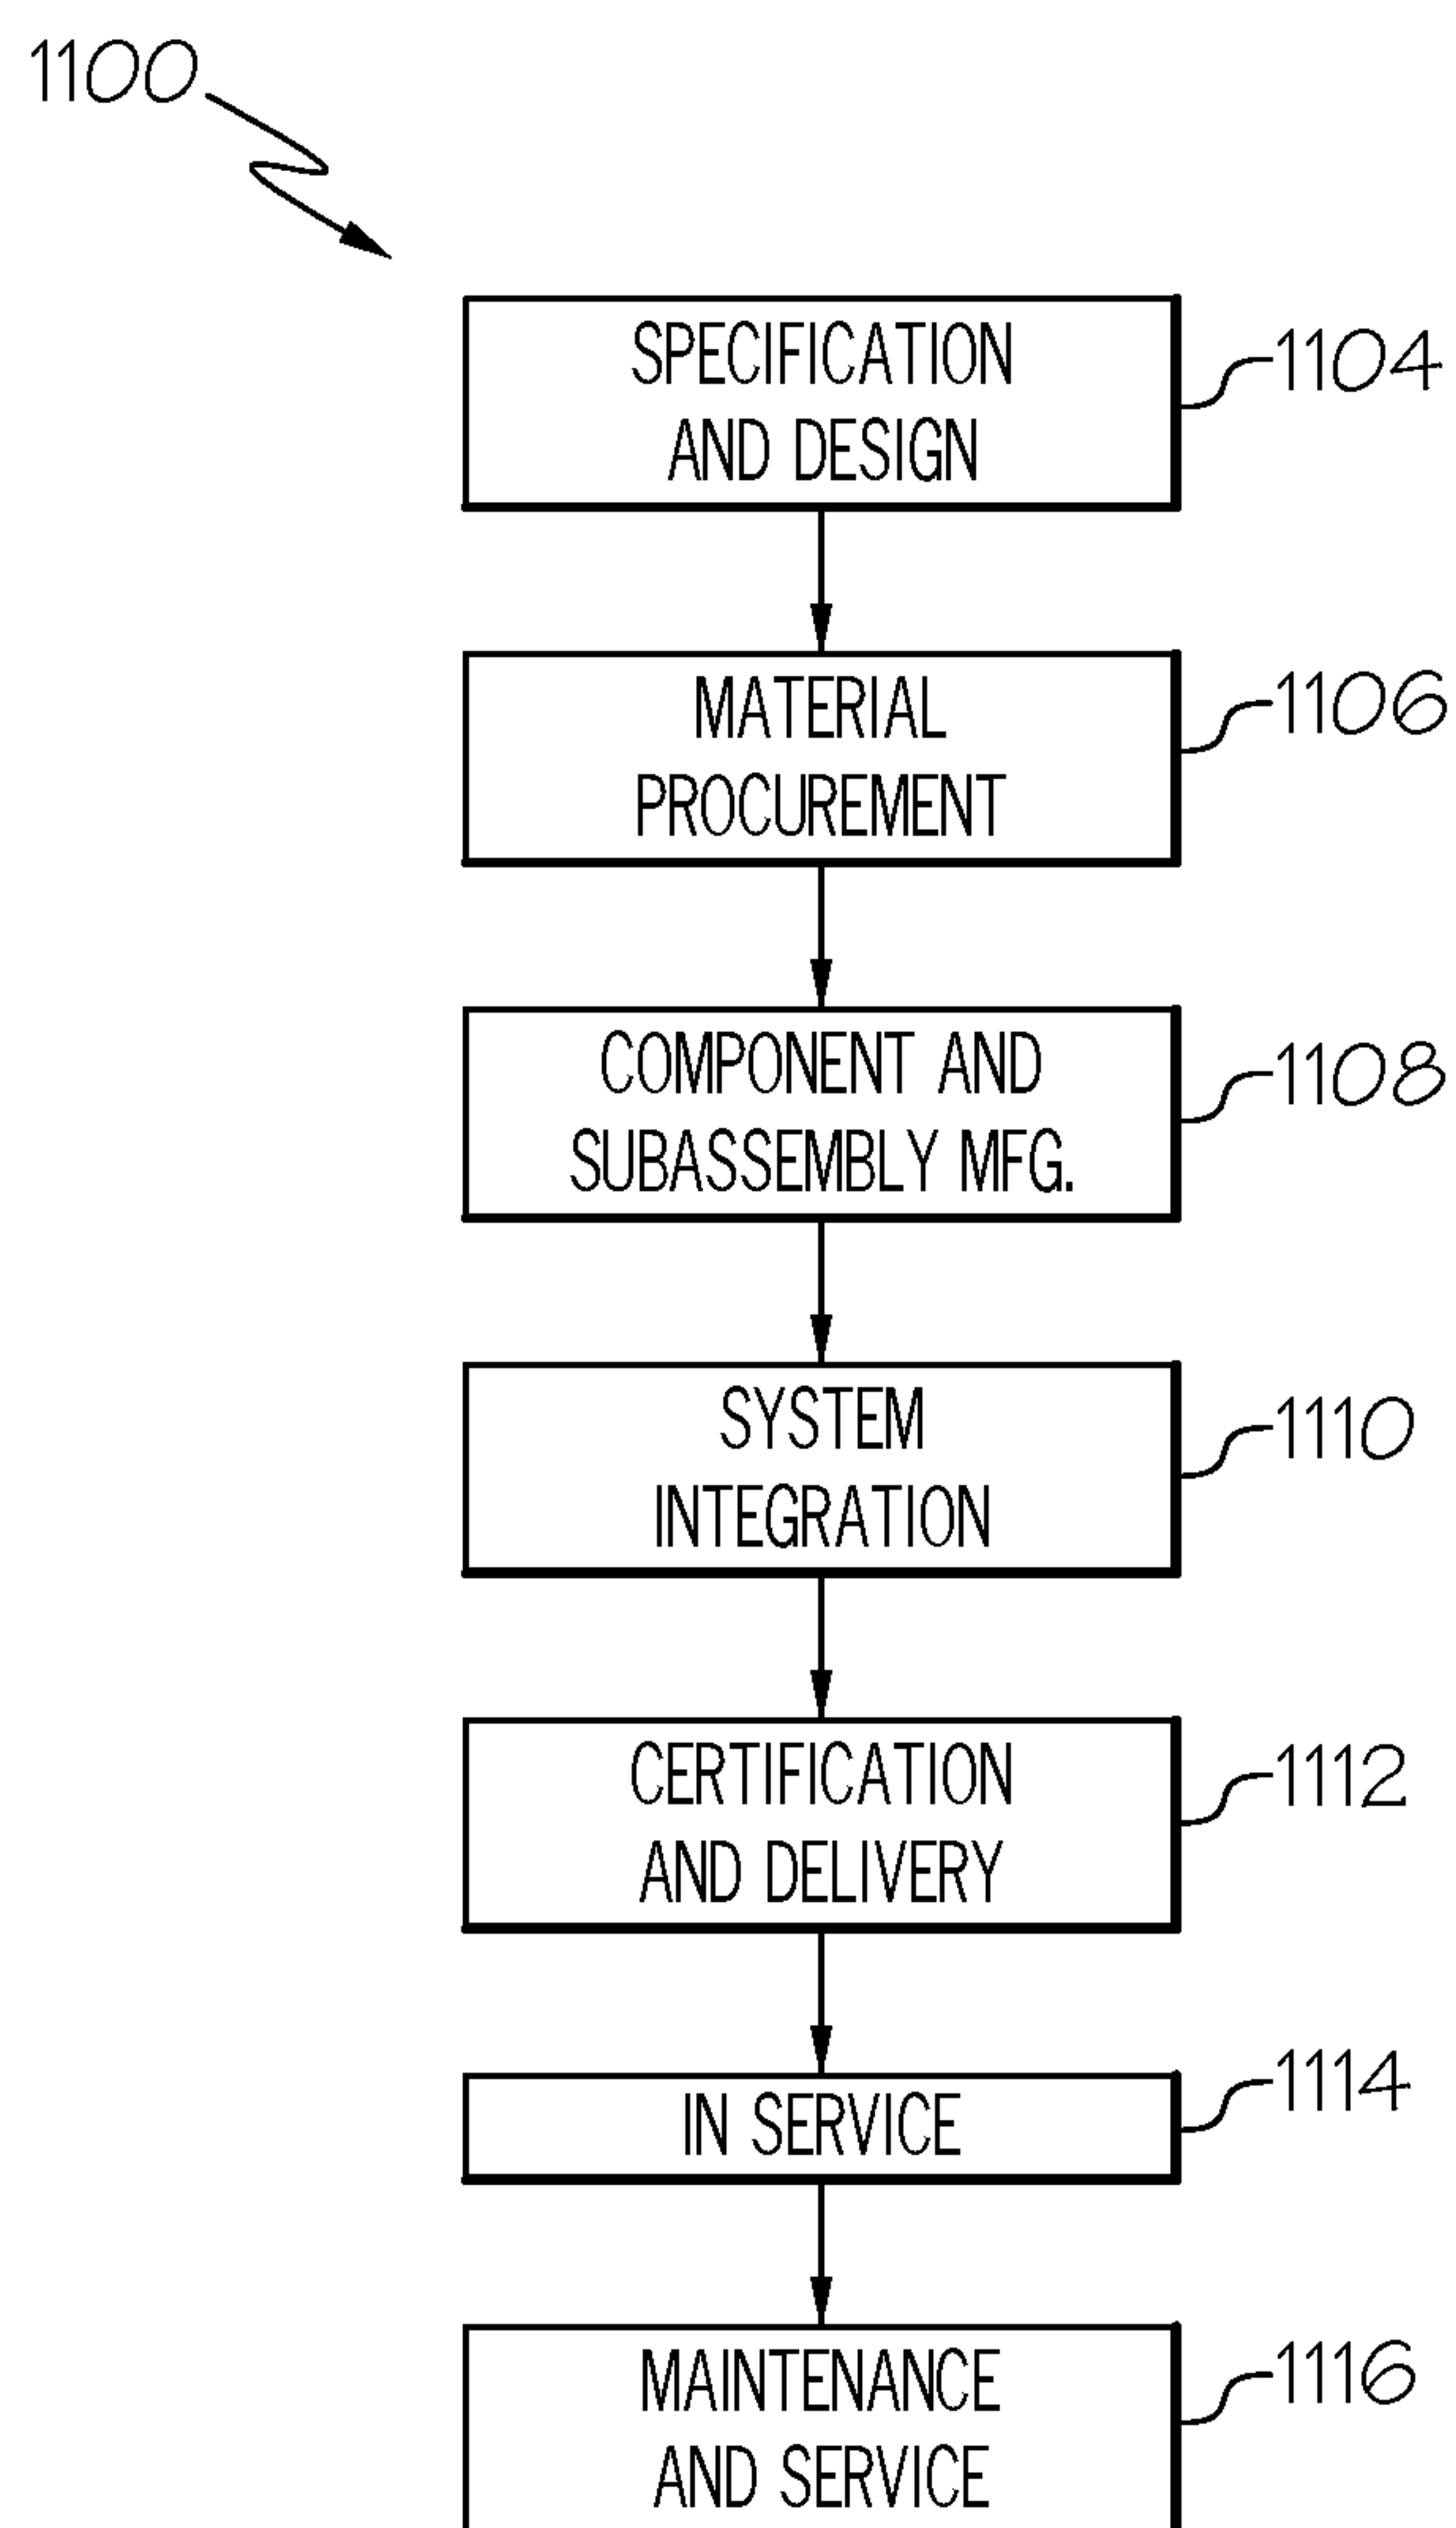 1100
SPECIFICATION
AND DESIGN
1104
MATERIAL
PROCUREMENT
1106
COMPONENT AND
SUBASSEMBLY MFG.
1108
SYSTEM
INTEGRATION
1110
CERTIFICATION
AND DELIVERY
1112
IN SERVICE
1114
MAINTENANCE
AND SERVICE
1116